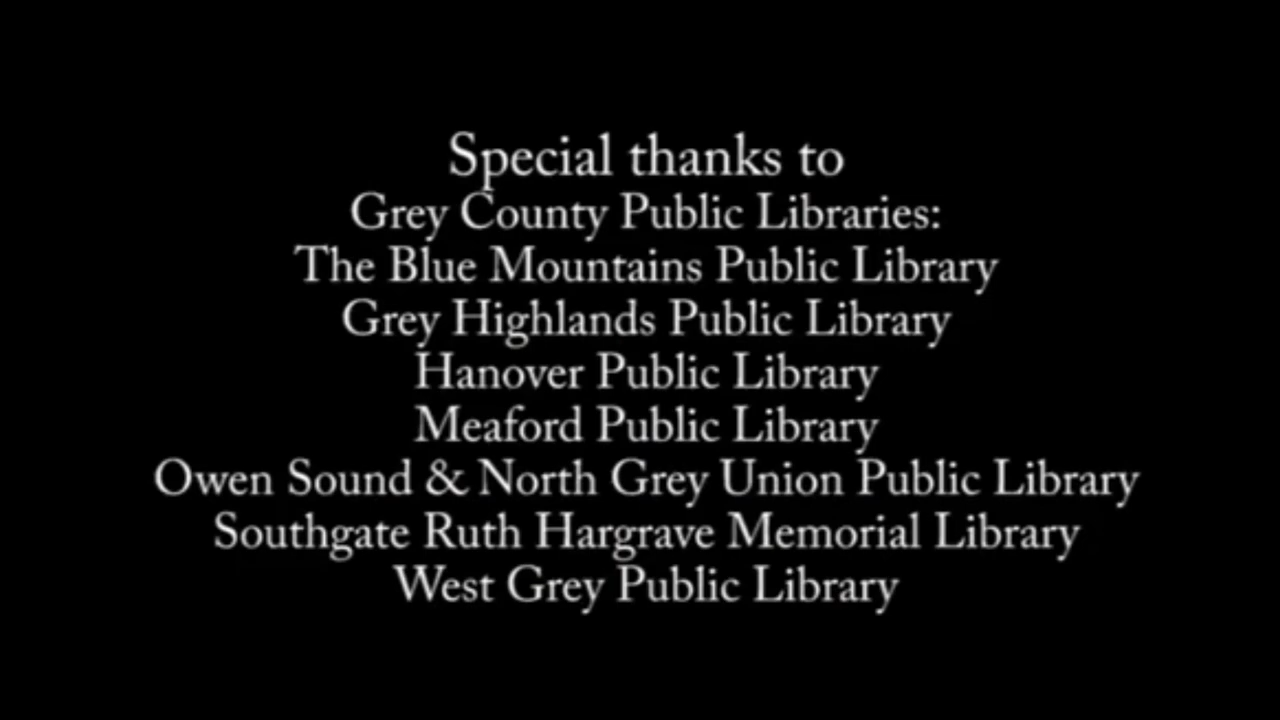 Special thanks to
Grey County Public Libraries:
The Blue Mountains Public Library
Grey Highlands Public Library
Hanover Public Library
Meaford Public Library
Owen Sound & North Grey Union Public Library
Southgate Ruth Hargrave Memorial Library
West Grey Public Library